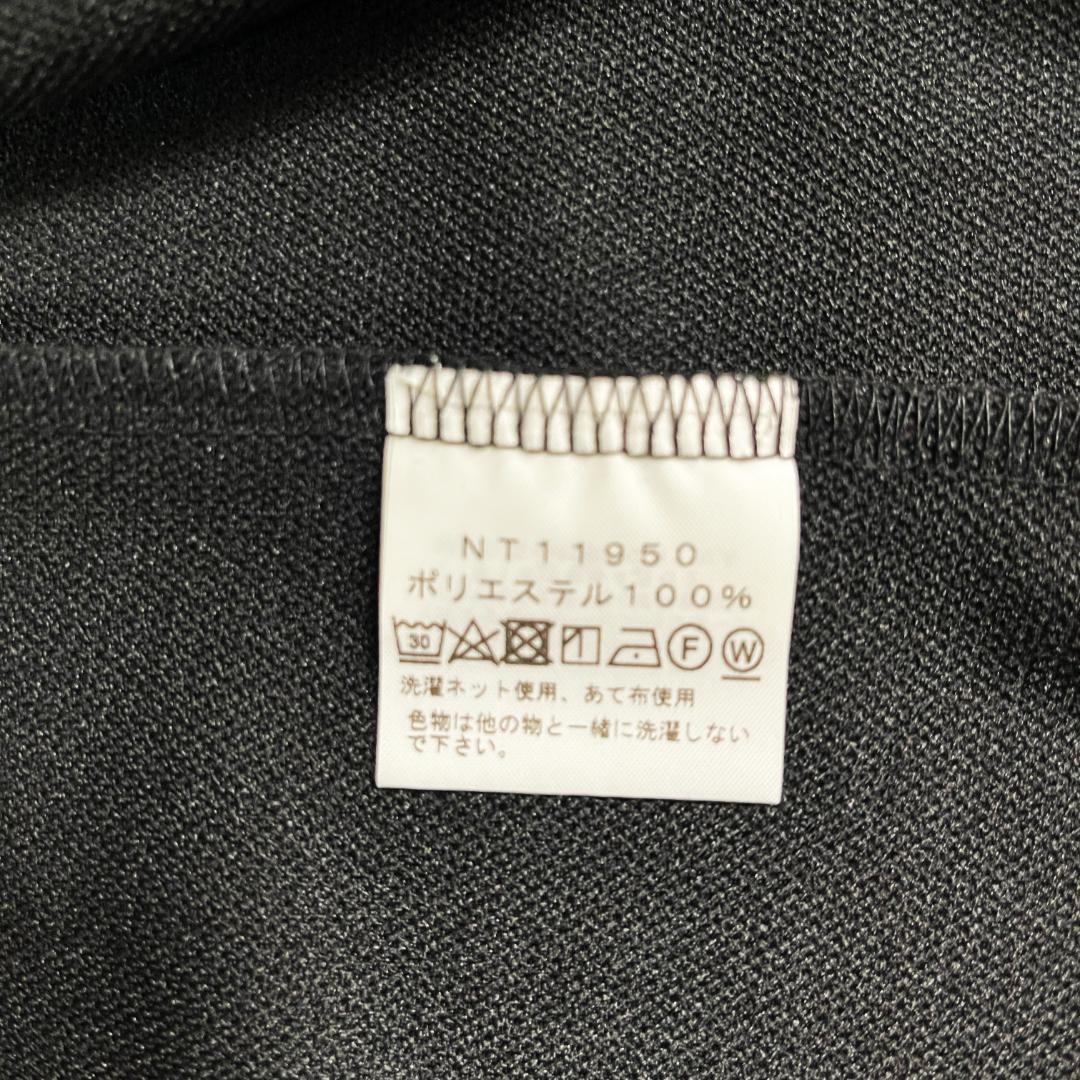 NT11950
ポリエステル100%
30 F W
洗濯ネット使用、あて布使用
色物は他の物と一緒に洗濯しない
で下さい。